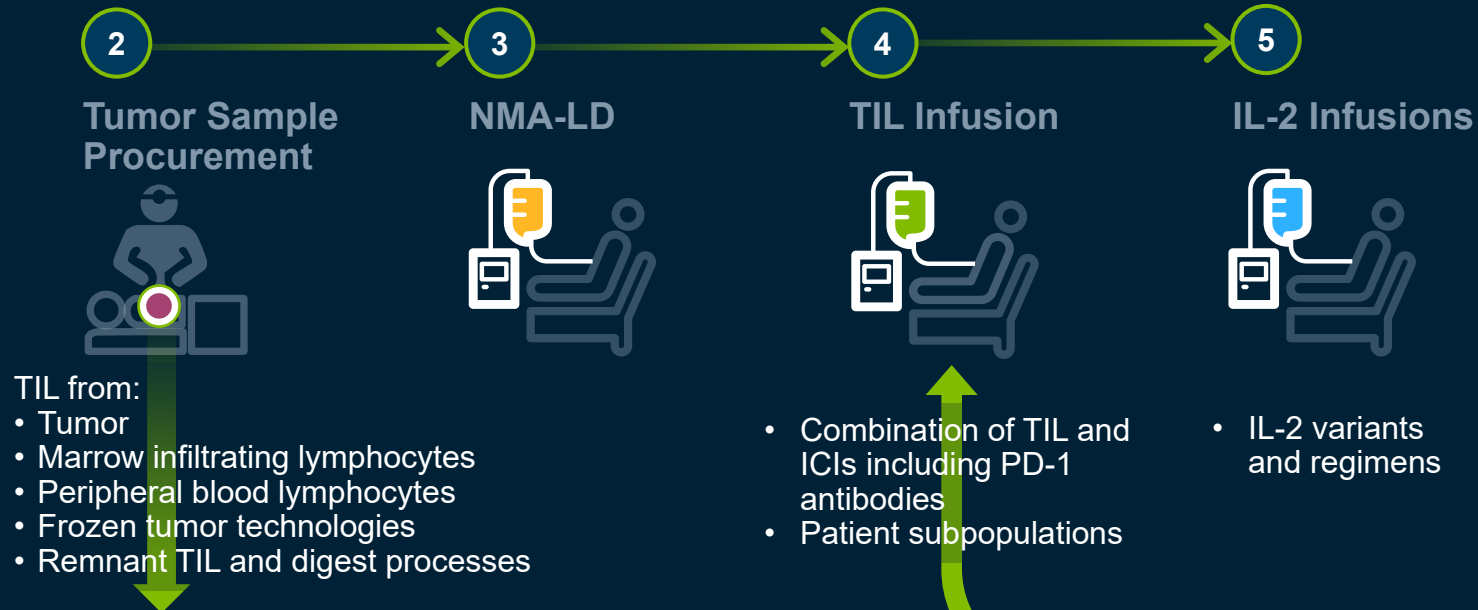 2
3
4
5
Tumor Sample
Procurement
NMA-LD
TIL Infusion
IL-2 Infusions
TIL from:
• Tumor
• Marrow infiltrating lymphocytes
• Peripheral blood lymphocytes
• Frozen tumor technologies
• Remnant TIL and digest processes
• Combination of TIL and
ICIs including PD-1
antibodies
• Patient subpopulations
• IL-2 variants
and regimens